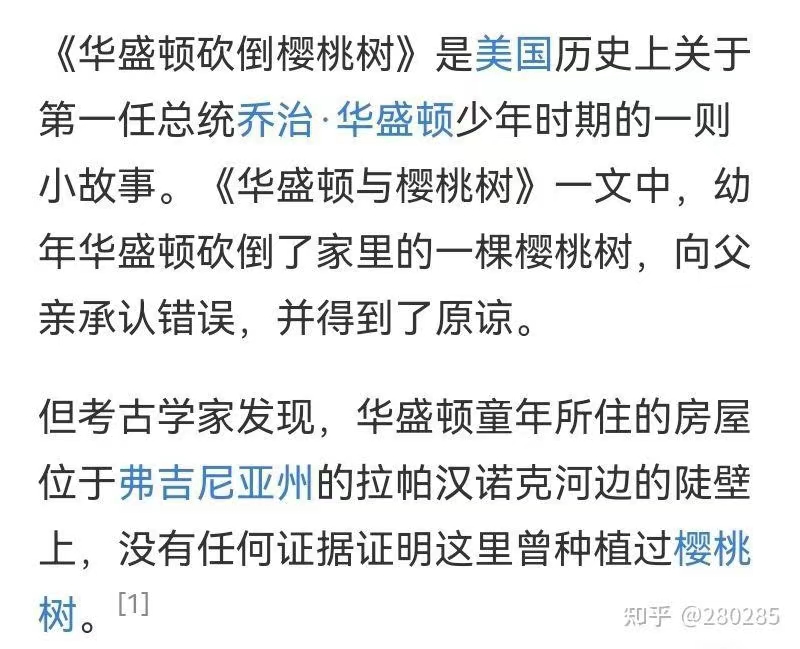 《华盛顿砍倒樱桃树》是美国历史上关于
第一任总统乔治·华盛顿少年时期的一则
小故事。《华盛顿与樱桃树》一文中，幼
年华盛顿砍倒了家里的一棵樱桃树，向父
亲承认错误，并得到了原谅。
但考古学家发现，华盛顿童年所住的房屋
位于弗吉尼亚州的拉帕汉诺克河边的陡壁
上，没有任何证据证明这里曾种植过樱桃
树。[1]
知乎 @280285